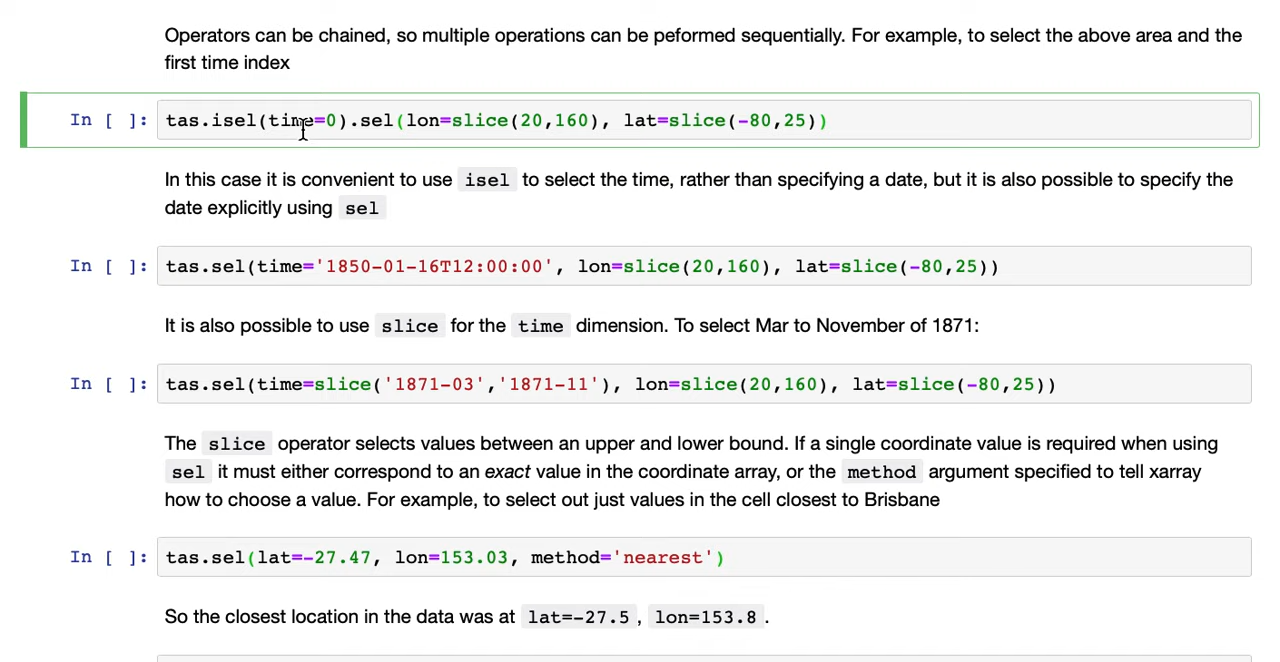 Operators can be chained, so multiple operations can be peformed sequentially. For example, to select the above area and the
first time index
In [ ]: tas.isel(time=0).sel(lon=slice(20,160), lat=slice(-80,25))
In this case it is convenient to use isel to select the time, rather than specifying a date, but it is also possible to specify the
date explicitly using sel
In [ ]: tas.sel(time='1850-01-16T12:00:00', lon=slice(20,160), lat=slice(-80,25))
It is also possible to use slice for the time dimension. To select Mar to November of 1871:
In [ ]: tas.sel(time=slice('1871-03','1871-11'), lon=slice(20,160), lat=slice(-80,25))
The slice operator selects values between an upper and lower bound. If a single coordinate value is required when using
sel it must either correspond to an exact value in the coordinate array, or the method argument specified to tell xarray
how to choose a value. For example, to select out just values in the cell closest to Brisbane
In [ ]: tas.sel(lat=-27.47, lon=153.03, method='nearest')
So the closest location in the data was at lat=-27.5, lon=153.8.